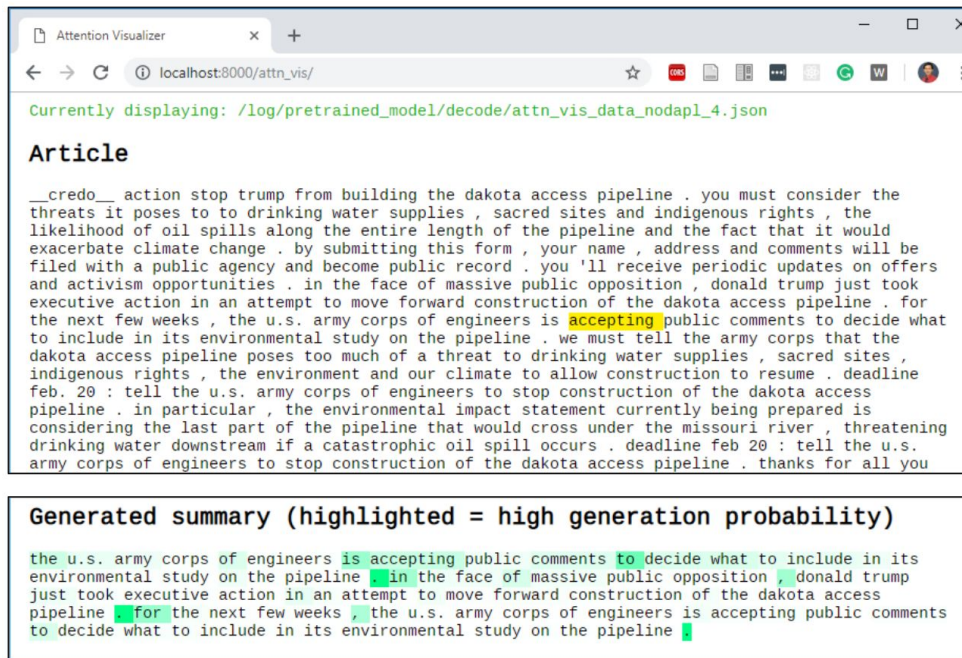 Attention Visualizer
localhost:8000/attn_vis/
CORS
G
W
Currently displaying: /log/pretrained_model/decode/attn_vis_data_nodapl_4.json
Article
__credo__ action stop trump from building the dakota access pipeline . you must consider the
threats it poses to to drinking water supplies , sacred sites and indigenous rights , the
likelihood of oil spills along the entire length of the pipeline and the fact that it would
exacerbate climate change . by submitting this form , your name , address and comments will be
filed with a public agency and become public record . you 'll receive periodic updates on offers
and activism opportunities . in the face of massive public opposition , donald trump just took
executive action in an attempt to move forward construction of the dakota access pipeline . for
the next few weeks , the u.s. army corps of engineers is accepting public comments to decide what
to include in its environmental study on the pipeline . we must tell the army corps that the
dakota access pipeline poses too much of a threat to drinking water supplies , sacred sites ,
indigenous rights , the environment and our climate to allow construction to resume . deadline
feb. 20 : tell the u.s. army corps of engineers to stop construction of the dakota access
pipeline . in particular , the environmental impact statement currently being prepared is
considering the last part of the pipeline that would cross under the missouri river , threatening
drinking water downstream if a catastrophic oil spill occurs . deadline feb 20 : tell the u.s.
army corps of engineers to stop construction of the dakota access pipeline . thanks for all you
Generated summary (highlighted = high generation probability)
the u.s. army corps of engineers is accepting public comments to decide what to include in its
environmental study on the pipeline . in the face of massive public opposition , donald trump
just took executive action in an attempt to move forward construction of the dakota access
pipeline . for the next few weeks , the u.s. army corps of engineers is accepting public comments
to decide what to include in its environmental study on the pipeline .